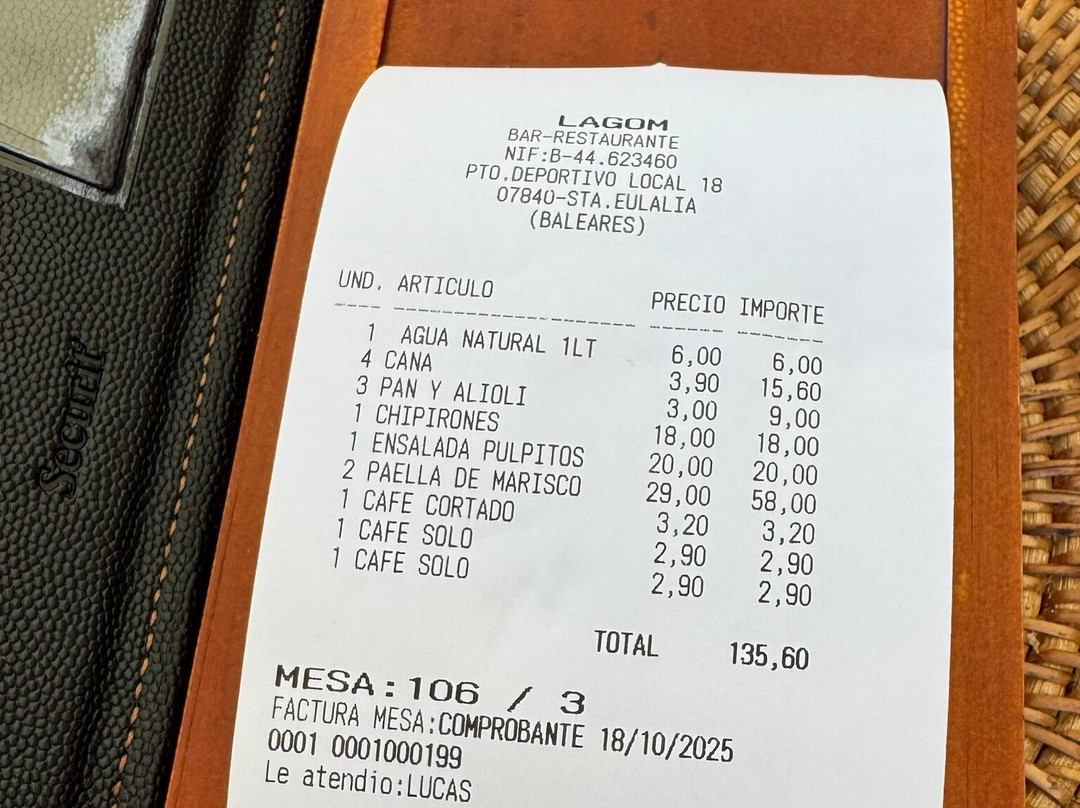 LAGOM
BAR-RESTAURANTE
NIF:B-44.623460
PTO.DEPORTIVO LOCAL 18
07840-STA.EULALIA
(BALEARES)
UND. ARTICULO PRECIO IMPORTE
1 AGUA NATURAL 1LT 6,00 6,00
4 CANA 3,90 15,60
3 PAN Y ALIOLI 3,00 9,00
1 CHIPIRONES 18,00 18,00
1 ENSALADA PULPITOS 20,00 20,00
2 PAELLA DE MARISCO 29,00 58,00
1 CAFE CORTADO 3,20 3,20
1 CAFE SOLO 2,90 2,90
1 CAFE SOLO 2,90 2,90
TOTAL 135,60
MESA:106 / 3
FACTURA MESA:COMPROBANTE 18/10/2025
0001 0001000199
Le atendio:LUCAS
Securit